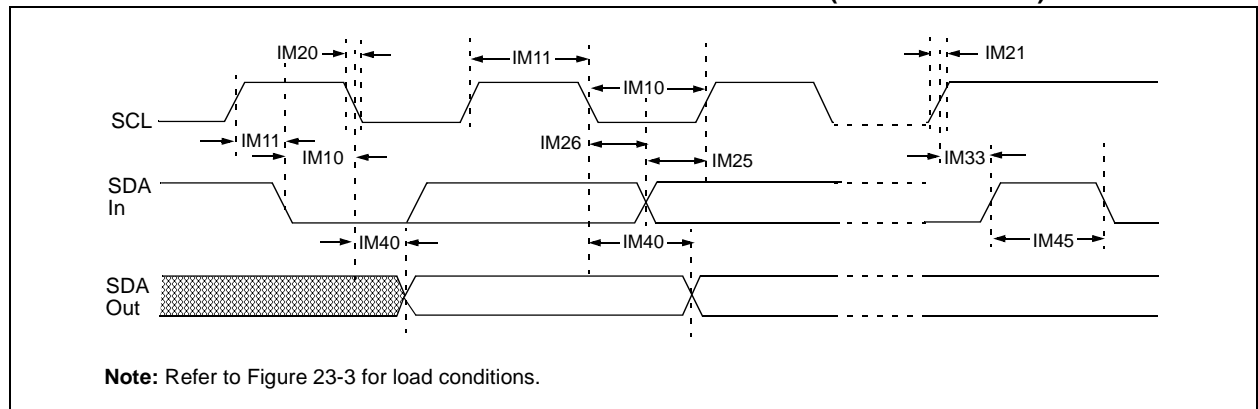 IM20
IM11
IM21
IM10
SCL
IM11
IM26
IM10
IM25
IM33
SDA
In
IM40
IM40
IM45
SDA
Out
Note: Refer to Figure 23-3 for load conditions.